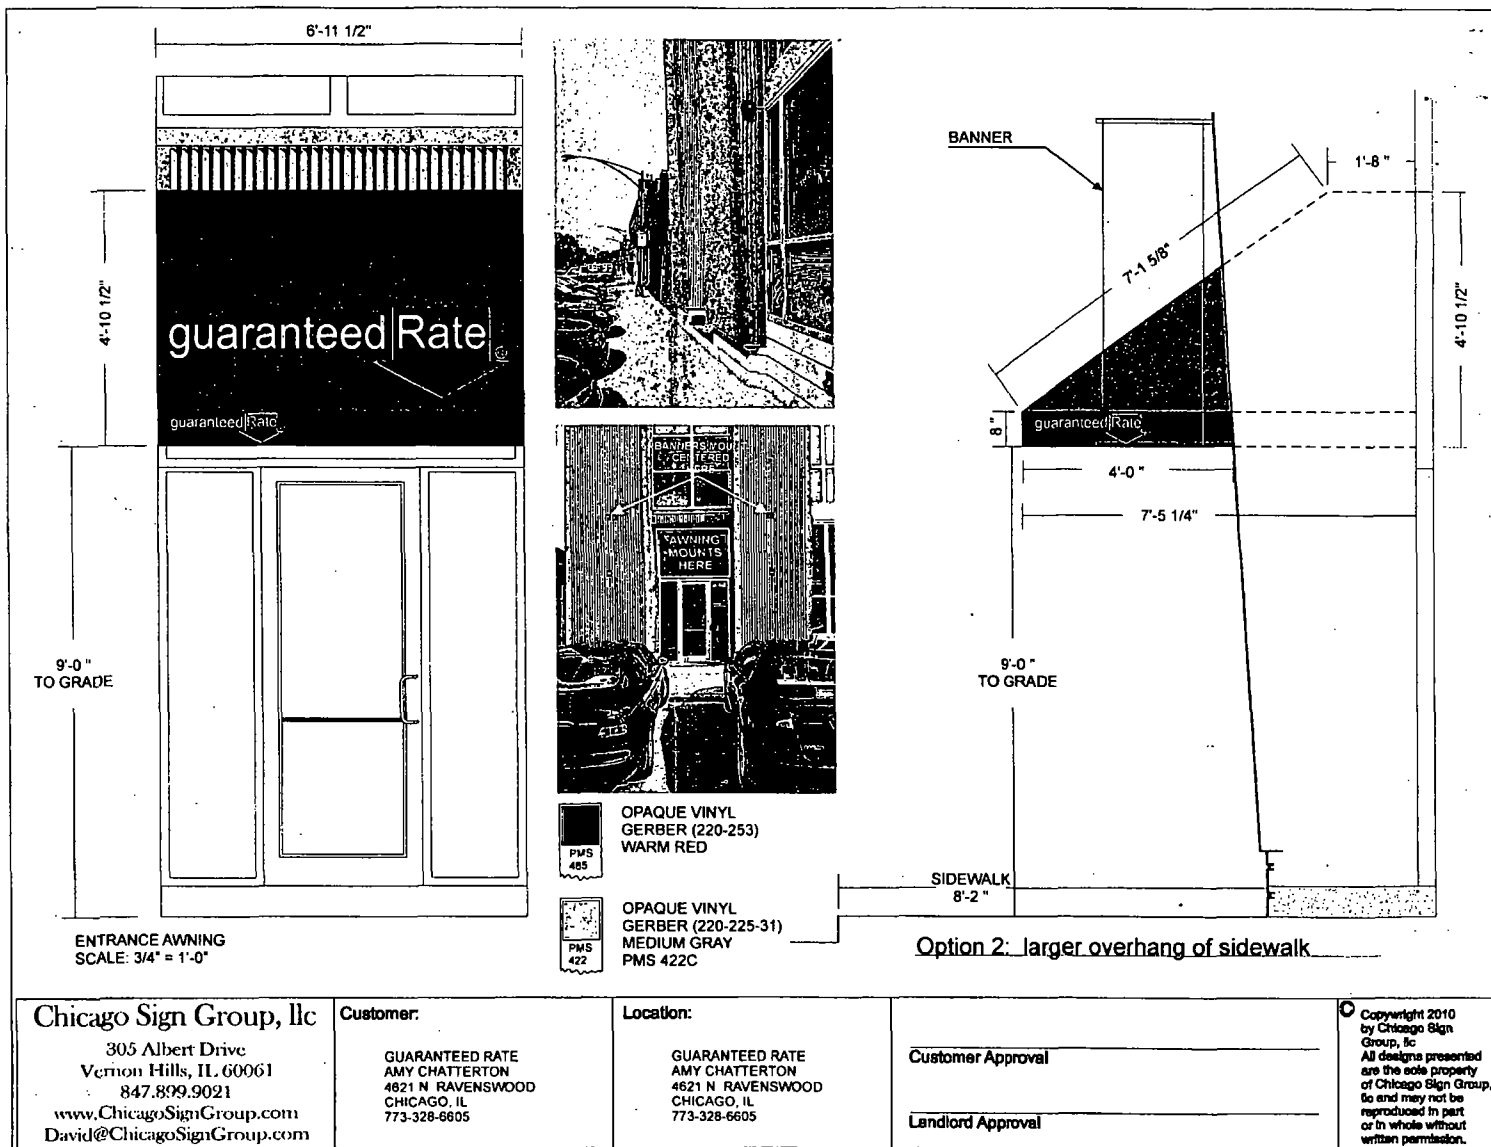 6'-11 1/2"
4'-10 1/2"
guaranteed Rate
®
guaranteed Rate
9'-0 "
TO GRADE
ENTRANCE AWNING
SCALE: 3/4" = 1'-0"
BANNERS MOUNT
CENTERED
HERE
AWNING
MOUNTS
HERE
PMS
485
OPAQUE VINYL
GERBER (220-253)
WARM RED
PMS
422
OPAQUE VINYL
GERBER (220-225-31)
MEDIUM GRAY
PMS 422C
BANNER
1'-8 "
7'-1 5/8"
4'-10 1/2"
8"
guaranteed Rate
4'-0 "
7'-5 1/4"
9'-0 "
TO GRADE
SIDEWALK
8'-2 "
Option 2: larger overhang of sidewalk
Chicago Sign Group, llc
305 Albert Drive
Vernon Hills, IL 60061
847.899.9021
www.ChicagoSignGroup.com
David@ChicagoSignGroup.com
Customer:
GUARANTEED RATE
AMY CHATTERTON
4621 N RAVENSWOOD
CHICAGO, IL
773-328-6605
Location:
GUARANTEED RATE
AMY CHATTERTON
4621 N RAVENSWOOD
CHICAGO, IL
773-328-6605
Customer Approval
Landlord Approval
© Copywright 2010
by Chicago Sign
Group, llc
All designs presented
are the sole property
of Chicago Sign Group,
llc and may not be
reproduced in part
or in whole without
written permission.